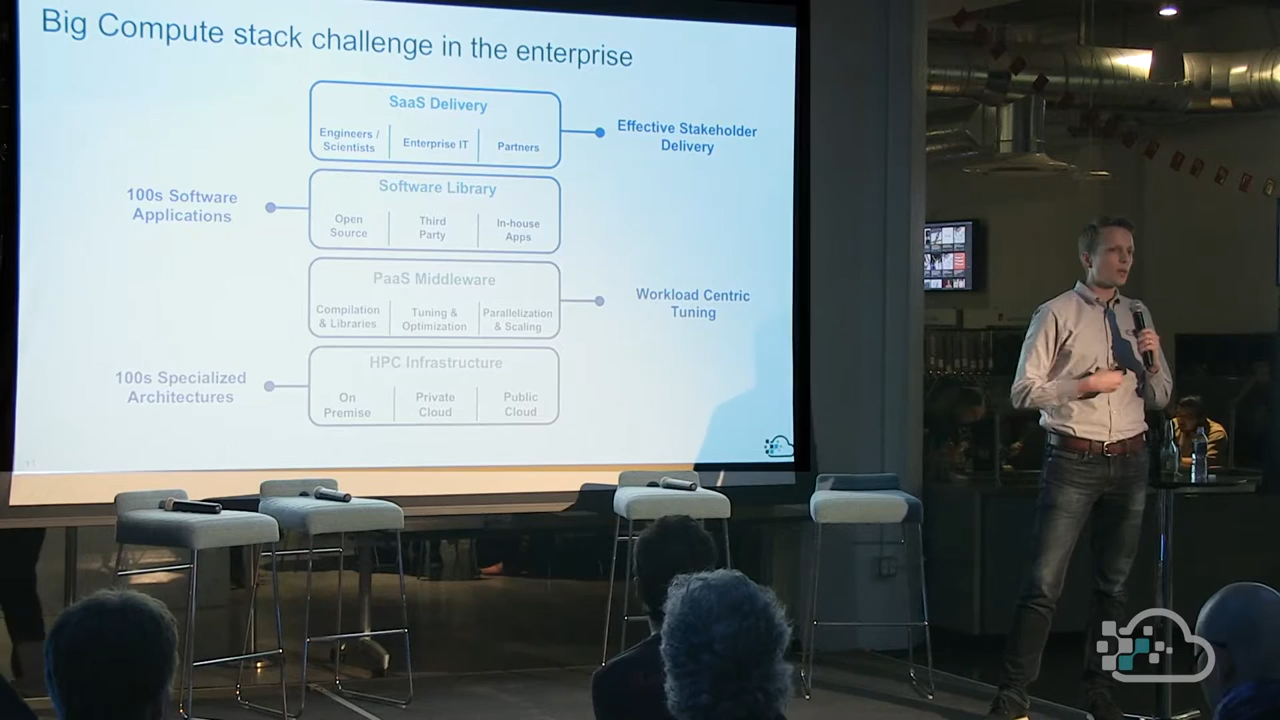 Big Compute stack challenge in the enterprise
SaaS Delivery
Engineers /
Scientists
Enterprise IT
Partners
Effective Stakeholder
Delivery
100s Software
Applications
Software Library
Open
Source
Third
Party
In-house
Apps
PaaS Middleware
Compilation
& Libraries
Tuning &
Optimization
Parallelization
& Scaling
Workload Centric
Tuning
100s Specialized
Architectures
HPC Infrastructure
On
Premise
Private
Cloud
Public
Cloud
11